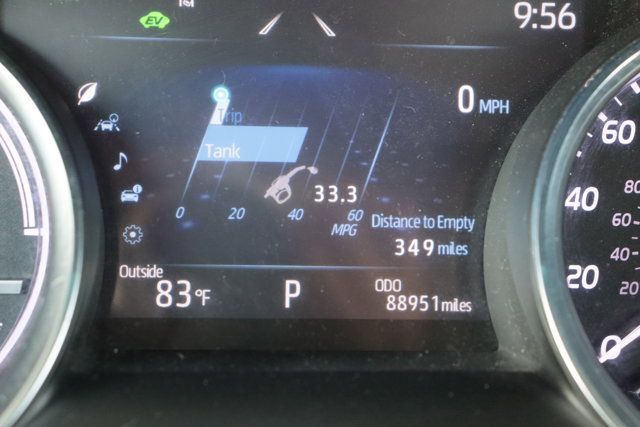 EV
9:56
0 MPH
Trip
Tank
33.3
0 20 40 60
MPG
Distance to Empty
349 miles
Outside
83°F
P
ODO
88951 miles
60
40
20
0
80
60
40
20